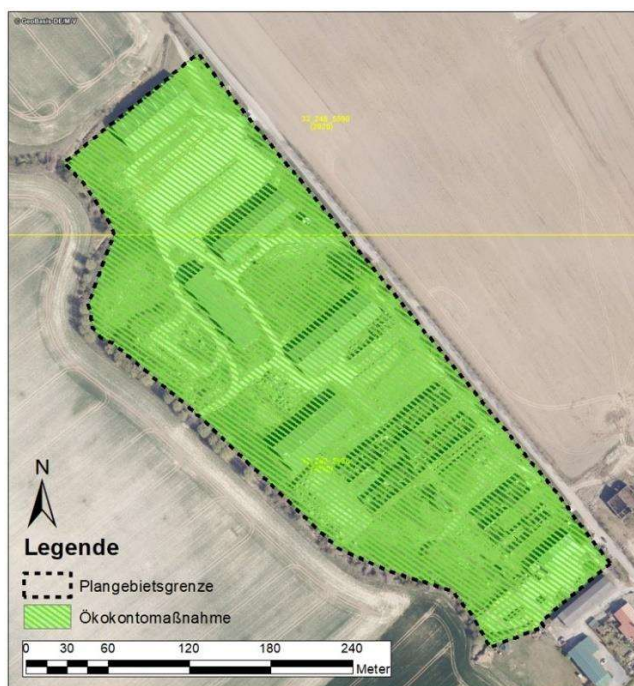 © GeoBasis-DE/M-V
N
Legende
Plangebietsgrenze
Ökokontomaßnahme
0 30 60 120 180 240
Meter